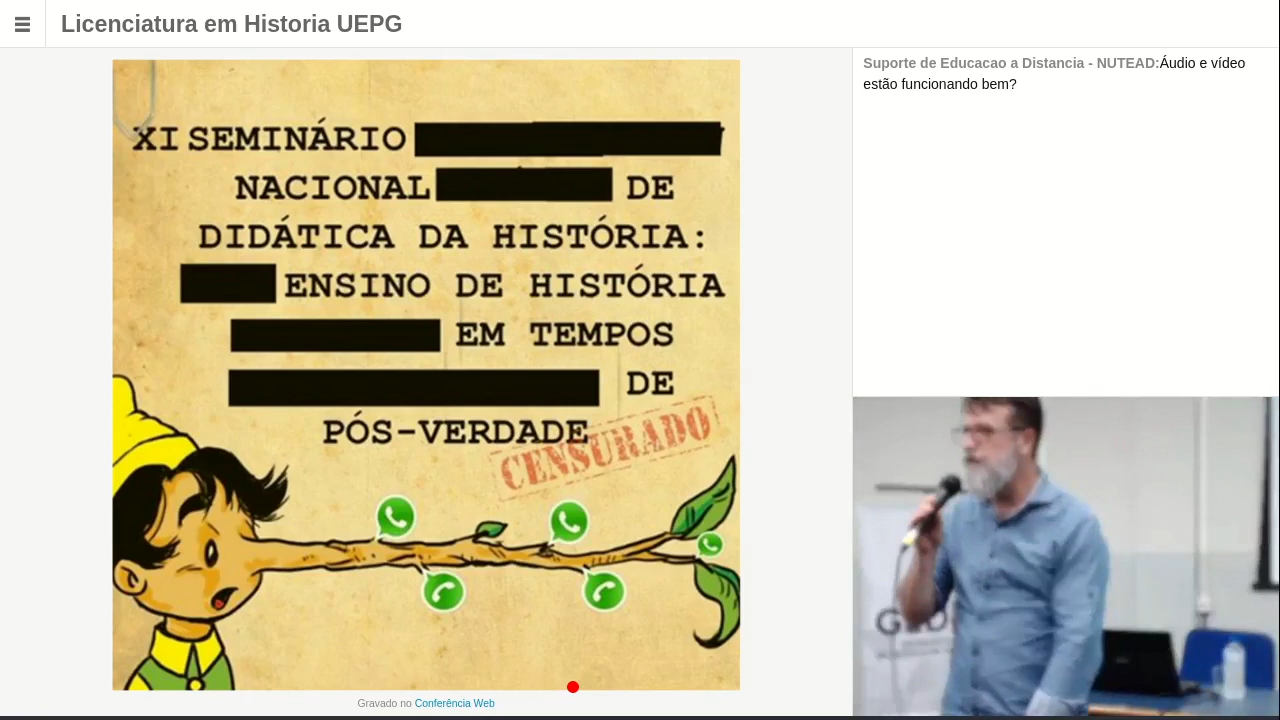 Licenciatura em Historia UEPG
XI SEMINÁRIO
NACIONAL DE
DIDÁTICA DA HISTÓRIA:
ENSINO DE HISTÓRIA
EM TEMPOS
DE
PÓS-VERDADE
CENSURADO
Gravado no Conferência Web
Suporte de Educacao a Distancia - NUTEAD:Áudio e vídeo
estão funcionando bem?